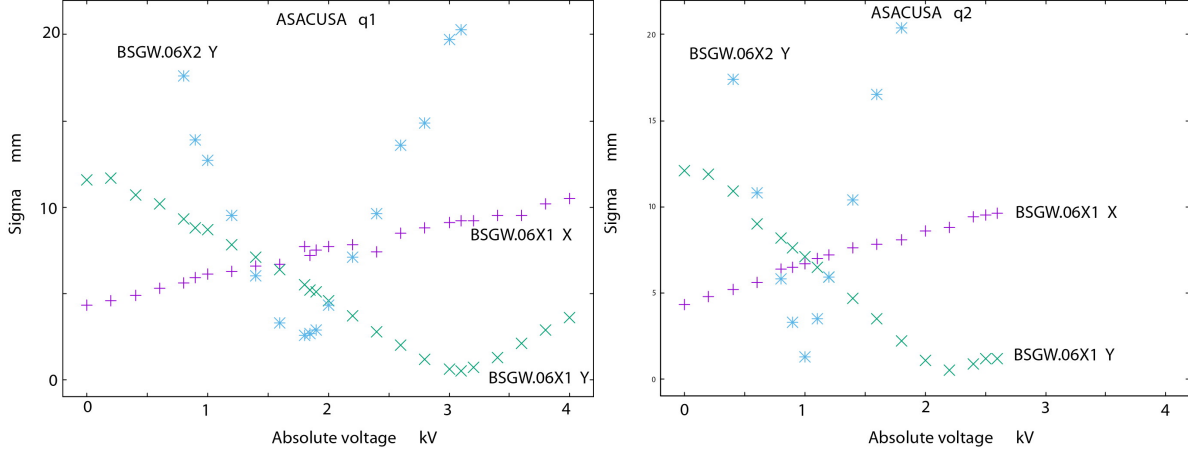 ASACUSA q1
BSGW.06X2 Y
BSGW.06X1 X
BSGW.06X1 Y
20
10
0
Sigma mm
0 1 2 3 4
Absolute voltage kV
ASACUSA q2
BSGW.06X2 Y
BSGW.06X1 X
BSGW.06X1 Y
20
15
10
5
0
Sigma mm
0 1 2 3 4
Absolute voltage kV